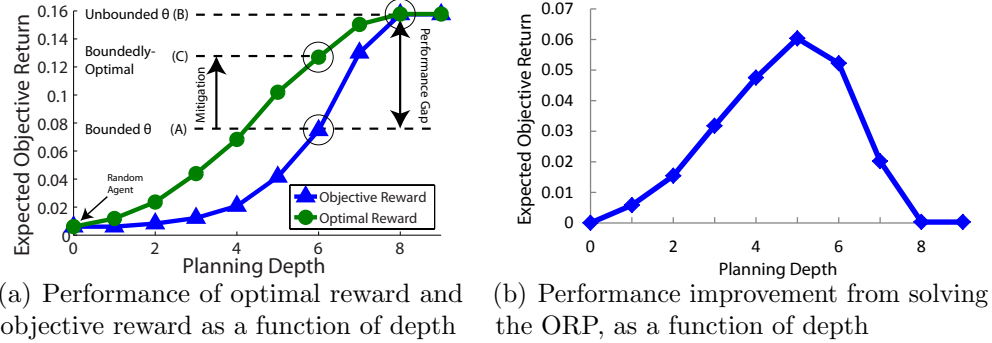 Expected Objective Return
0.16
0.14
0.12
0.1
0.08
0.06
0.04
0.02
0
0
2
4
6
8
Planning Depth
Unbounded θ (B)
Boundedly-
Optimal
(C)
Bounded θ
(A)
Mitigation
Performance
Gap
Random
Agent
Objective Reward
Optimal Reward
Expected Objective Return
0.07
0.06
0.05
0.04
0.03
0.02
0.01
0
0
2
4
6
8
Planning Depth
(a) Performance of optimal reward and
objective reward as a function of depth
(b) Performance improvement from solving
the ORP, as a function of depth